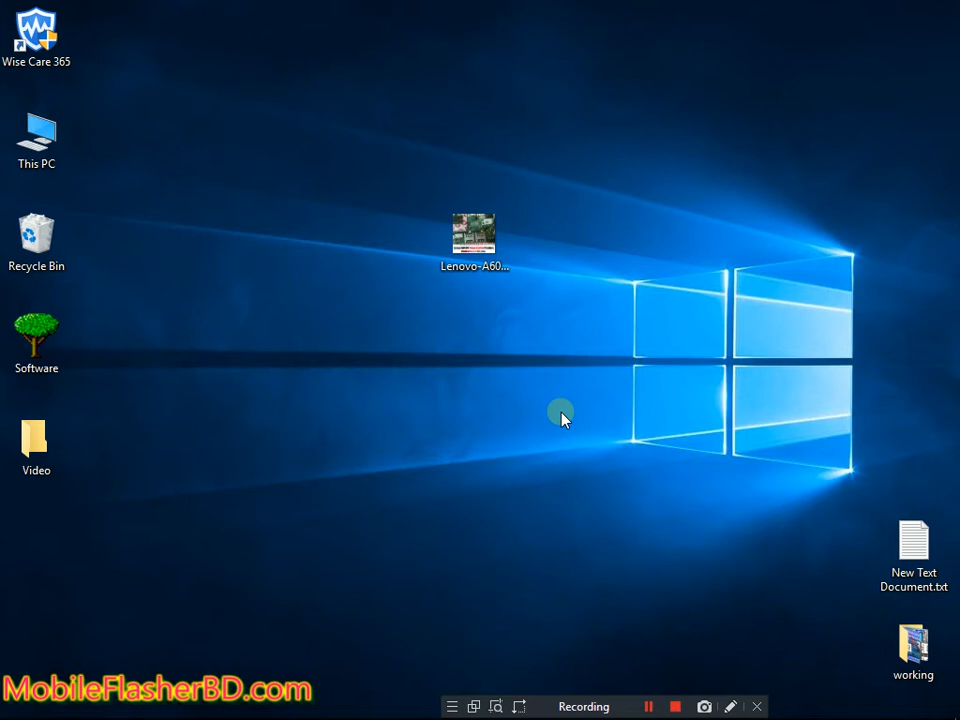 Wise Care 365
This PC
Recycle Bin
Lenovo-A60...
Software
Video
New Text
Document.txt
working
MobileFlasherBD.com
Recording